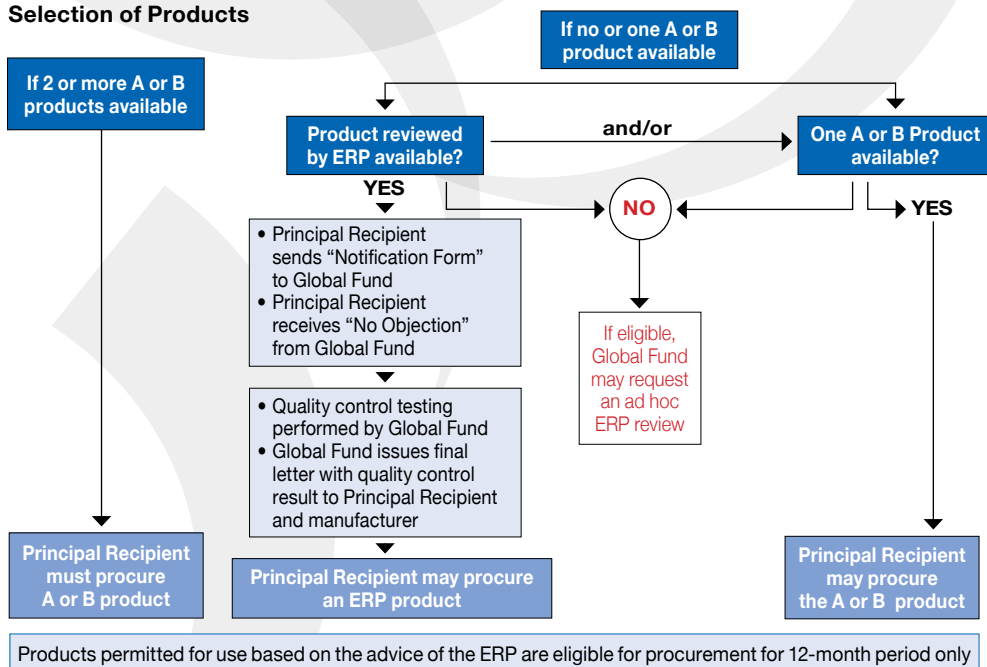 Selection of Products
If no or one A or B
product available
If 2 or more A or B
products available
Product reviewed
by ERP available?
and/or
One A or B Product
available?
YES
NO
YES
• Principal Recipient
sends “Notification Form”
to Global Fund
• Principal Recipient
receives “No Objection”
from Global Fund
If eligible,
Global Fund
may request
an ad hoc
ERP review
• Quality control testing
performed by Global Fund
• Global Fund issues final
letter with quality control
result to Principal Recipient
and manufacturer
Principal Recipient
must procure
A or B product
Principal Recipient may procure
an ERP product
Principal Recipient
may procure
the A or B product
Products permitted for use based on the advice of the ERP are eligible for procurement for 12-month period only